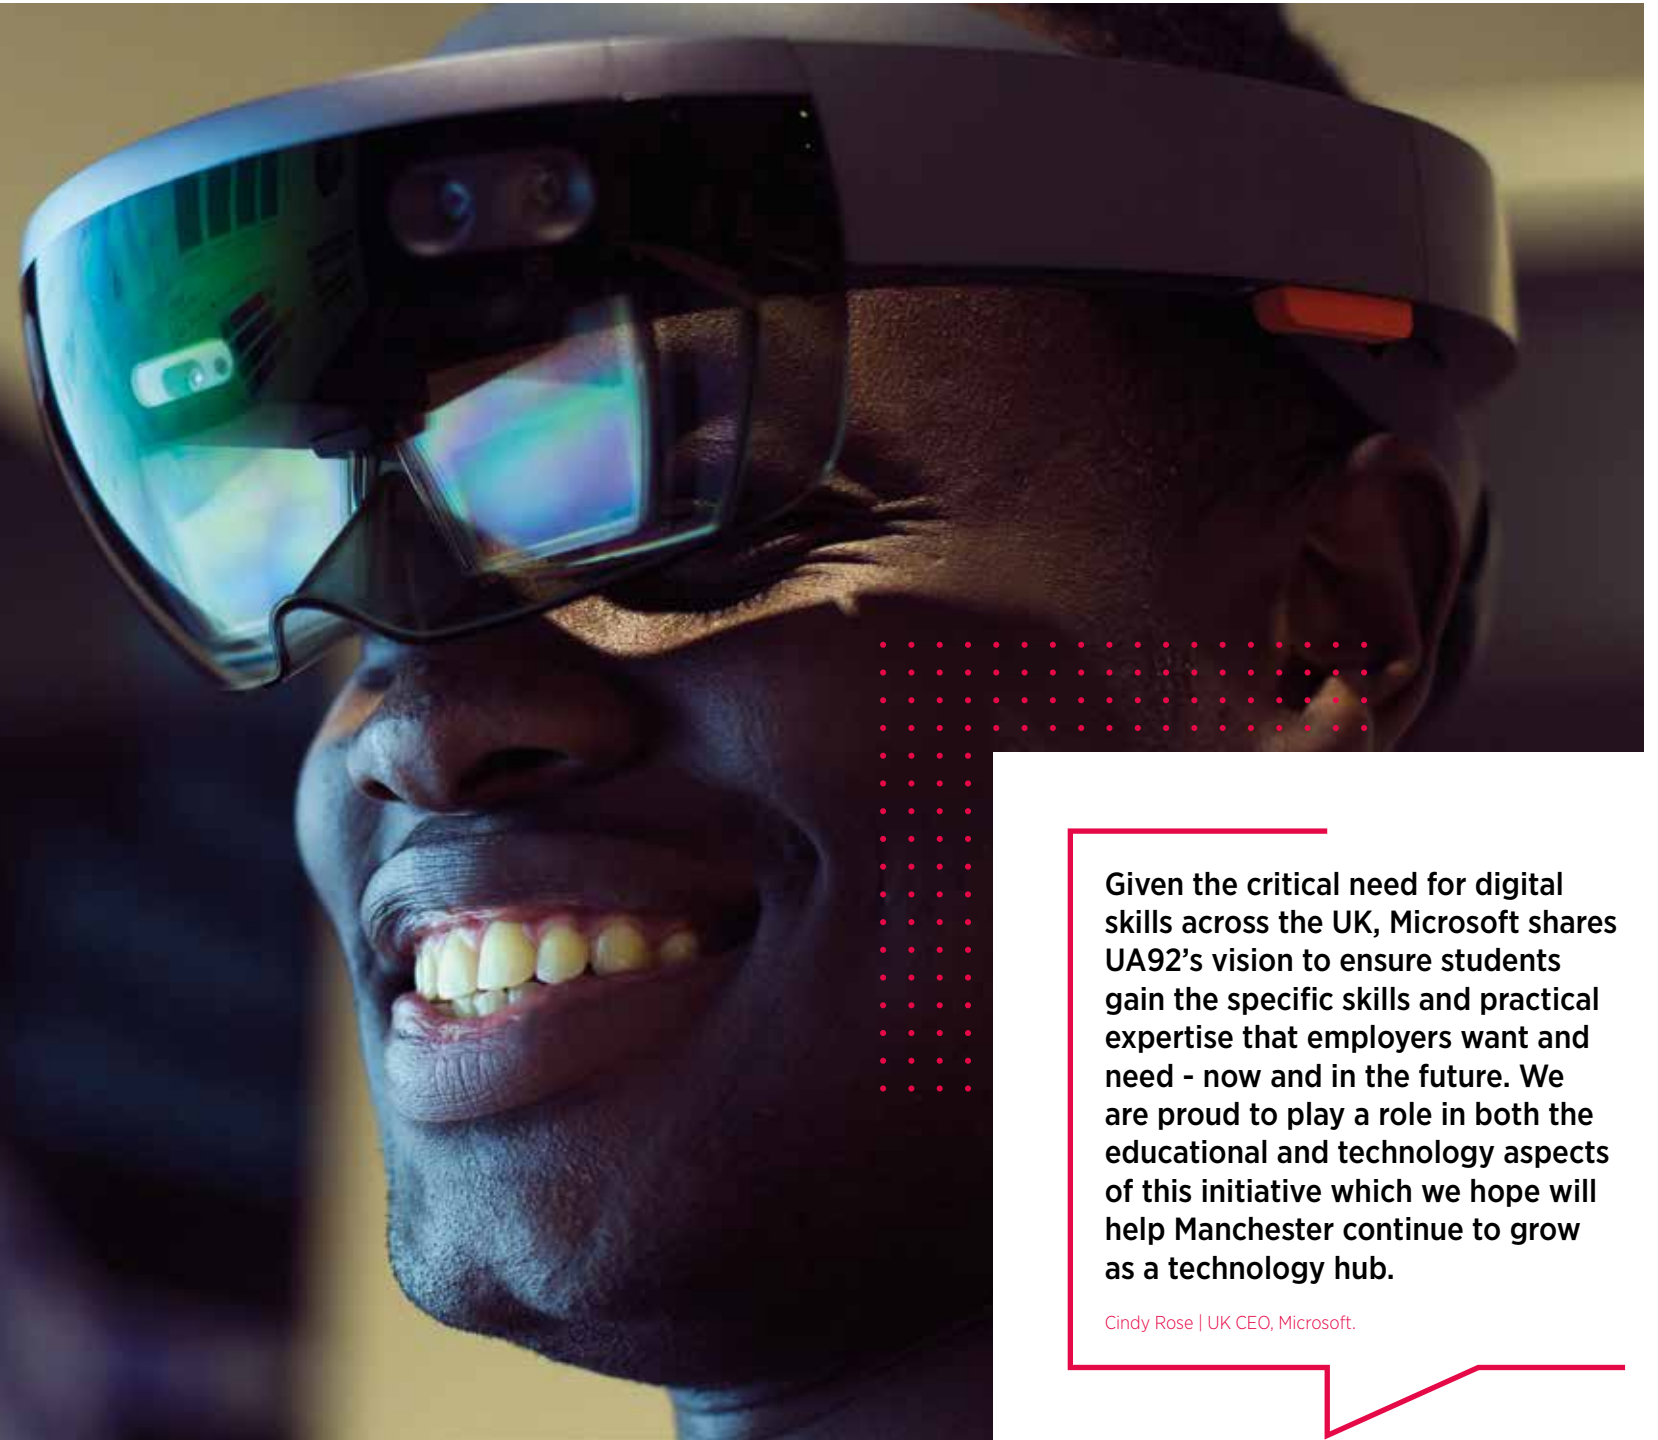 Given the critical need for digital
skills across the UK, Microsoft shares
UA92’s vision to ensure students
gain the specific skills and practical
expertise that employers want and
need - now and in the future. We
are proud to play a role in both the
educational and technology aspects
of this initiative which we hope will
help Manchester continue to grow
as a technology hub.
Cindy Rose | UK CEO, Microsoft.